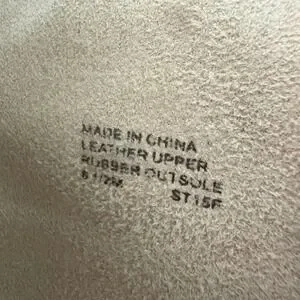 MADE IN CHINA
LEATHER UPPER
RUBBER OUTSOLE
6 1/2M ST15F